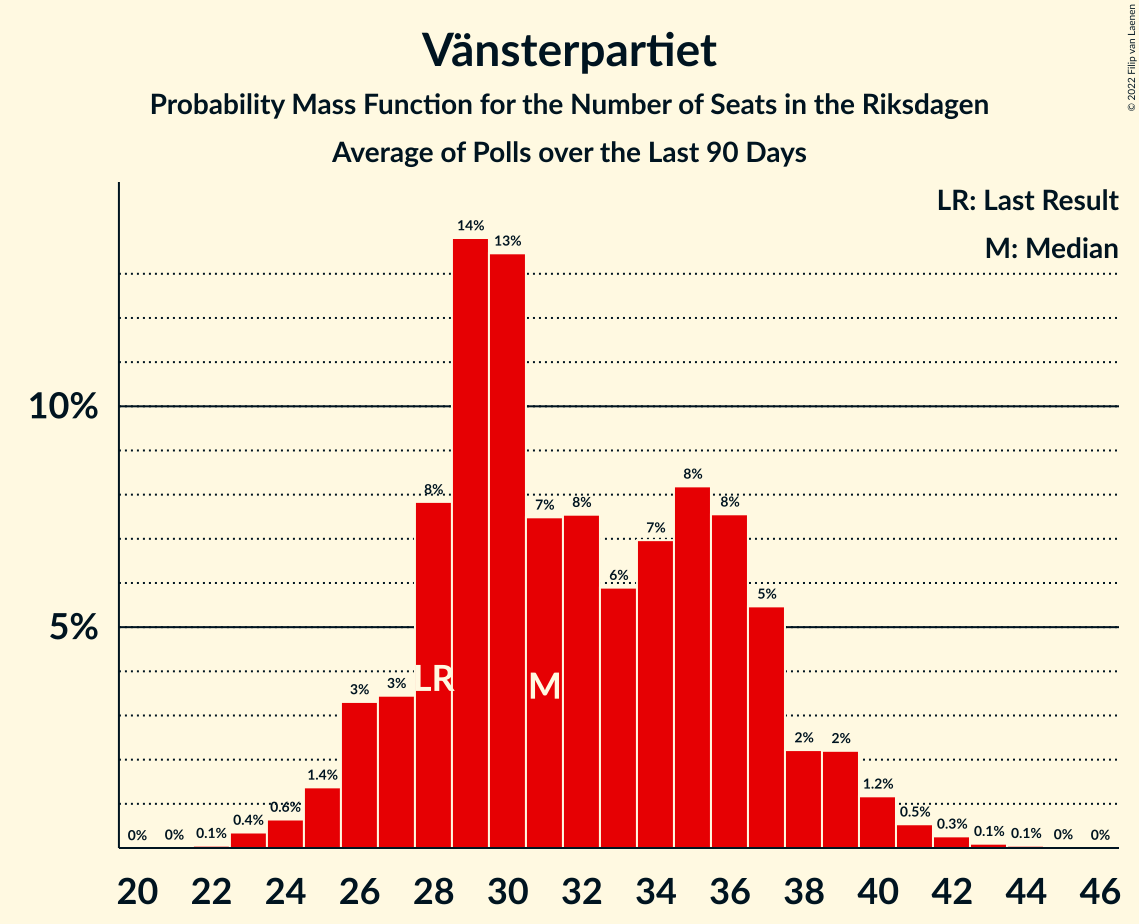 Vänsterpartiet
Probability Mass Function for the Number of Seats in the Riksdagen
Average of Polls over the Last 90 Days
© 2022 Filip van Laenen
LR: Last Result
M: Median
10%
5%
0% 0% 0.1% 0.4% 0.6% 1.4% 3% 3% 8% 14% 13% 7% 8% 6% 7% 8% 8% 5% 2% 2% 1.2% 0.5% 0.3% 0.1% 0.1% 0% 0%
LR M
20 22 24 26 28 30 32 34 36 38 40 42 44 46